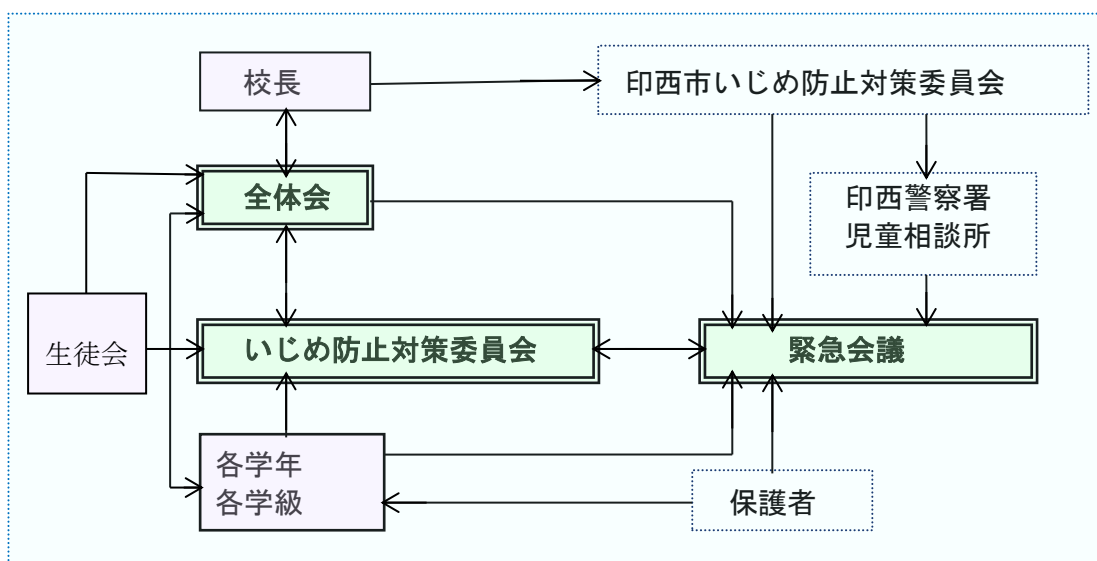 校長
印西市いじめ防止対策委員会
全体会
印西警察署
児童相談所
生徒会
いじめ防止対策委員会
緊急会議
各学年
各学級
保護者